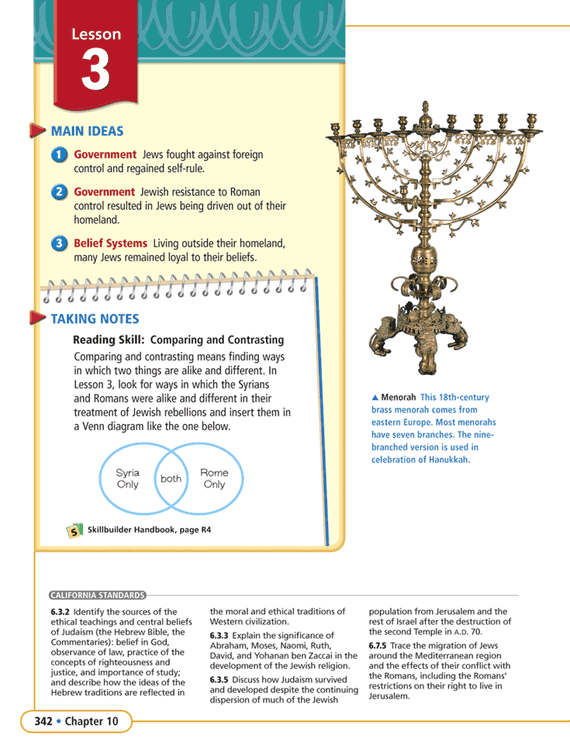 Lesson
3
MAIN IDEAS
1 Government Jews fought against foreign
control and regained self-rule.
2 Government Jewish resistance to Roman
control resulted in Jews being driven out of their
homeland.
3 Belief Systems Living outside their homeland,
many Jews remained loyal to their beliefs.
TAKING NOTES
Reading Skill: Comparing and Contrasting
Comparing and contrasting means finding ways
in which two things are alike and different. In
Lesson 3, look for ways in which the Syrians
and Romans were alike and different in their
treatment of Jewish rebellions and insert them in
a Venn diagram like the one below.
Syria
Only
both
Rome
Only
S
Skillbuilder Handbook, page R4
▲ Menorah This 18th-century
brass menorah comes from
eastern Europe. Most menorahs
have seven branches. The nine-
branched version is used in
celebration of Hanukkah.
CALIFORNIA STANDARDS
6.3.2 Identify the sources of the
ethical teachings and central beliefs
of Judaism (the Hebrew Bible, the
Commentaries): belief in God,
observance of law, practice of the
concepts of righteousness and
justice, and importance of study;
and describe how the ideas of the
Hebrew traditions are reflected in
the moral and ethical traditions of
Western civilization.
6.3.3 Explain the significance of
Abraham, Moses, Naomi, Ruth,
David, and Yohanan ben Zaccai in the
development of the Jewish religion.
6.3.5 Discuss how Judaism survived
and developed despite the continuing
dispersion of much of the Jewish
population from Jerusalem and the
rest of Israel after the destruction of
the second Temple in A.D. 70.
6.7.5 Trace the migration of Jews
around the Mediterranean region
and the effects of their conflict with
the Romans, including the Romans'
restrictions on their right to live in
Jerusalem.
342 • Chapter 10